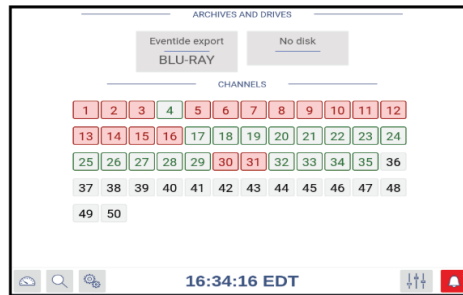 ARCHIVES AND DRIVES
Eventide export No disk
BLU-RAY
CHANNELS
1 2 3 4 5 6 7 8 9 10 11 12
13 14 15 16 17 18 19 20 21 22 23 24
25 26 27 28 29 30 31 32 33 34 35 36
37 38 39 40 41 42 43 44 45 46 47 48
49 50
16:34:16 EDT